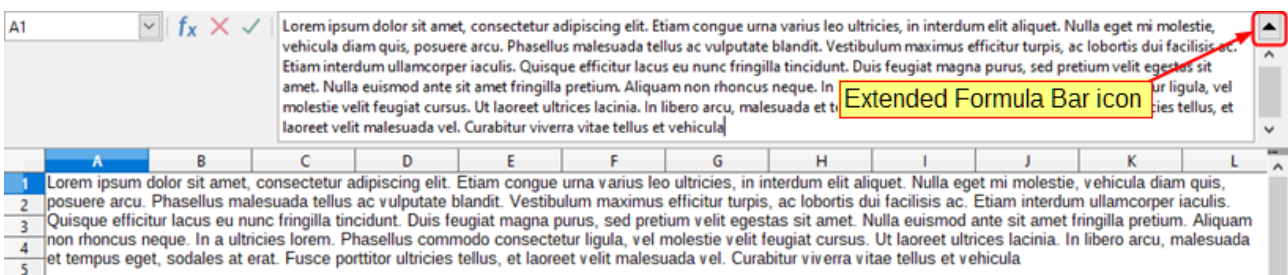 A1
fx
Lorem ipsum dolor sit amet, consectetur adipiscing elit. Etiam congue urna varius leo ultricies, in interdum elit aliquet. Nulla eget mi molestie,
vehicula diam quis, posuere arcu. Phasellus malesuada tellus ac vulputate blandit. Vestibulum maximus efficitur turpis, ac lobortis dui facilisis ac.
Etiam interdum ullamcorper iaculis. Quisque efficitur lacus eu nunc fringilla tincidunt. Duis feugiat magna purus, sed pretium velit egestas sit
amet. Nulla euismod ante sit amet fringilla pretium. Aliquam non rhoncus neque. In ur ligula, vel
molestie velit feugiat cursus. Ut laoreet ultrices lacinia. In libero arcu, malesuada et t cies tellus, et
laoreet velit malesuada vel. Curabitur viverra vitae tellus et vehicula
Extended Formula Bar icon
A B C D E F G H I J K L
1 Lorem ipsum dolor sit amet, consectetur adipiscing elit. Etiam congue urna varius leo ultricies, in interdum elit aliquet. Nulla eget mi molestie, vehicula diam quis,
2 posuere arcu. Phasellus malesuada tellus ac vulputate blandit. Vestibulum maximus efficitur turpis, ac lobortis dui facilisis ac. Etiam interdum ullamcorper iaculis.
3 Quisque efficitur lacus eu nunc fringilla tincidunt. Duis feugiat magna purus, sed pretium velit egestas sit amet. Nulla euismod ante sit amet fringilla pretium. Aliquam
4 non rhoncus neque. In a ultricies lorem. Phasellus commodo consectetur ligula, vel molestie velit feugiat cursus. Ut laoreet ultrices lacinia. In libero arcu, malesuada
5 et tempus eget, sodales at erat. Fusce porttitor ultricies tellus, et laoreet velit malesuada vel. Curabitur viverra vitae tellus et vehicula